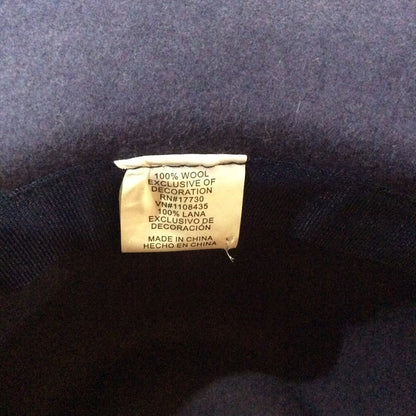 100% WOOL
EXCLUSIVE OF
DECORATION
RN#17730
VN#1108435
100% LANA
EXCLUSIVO DE
DECORACIÓN
MADE IN CHINA
HECHO EN CHINA